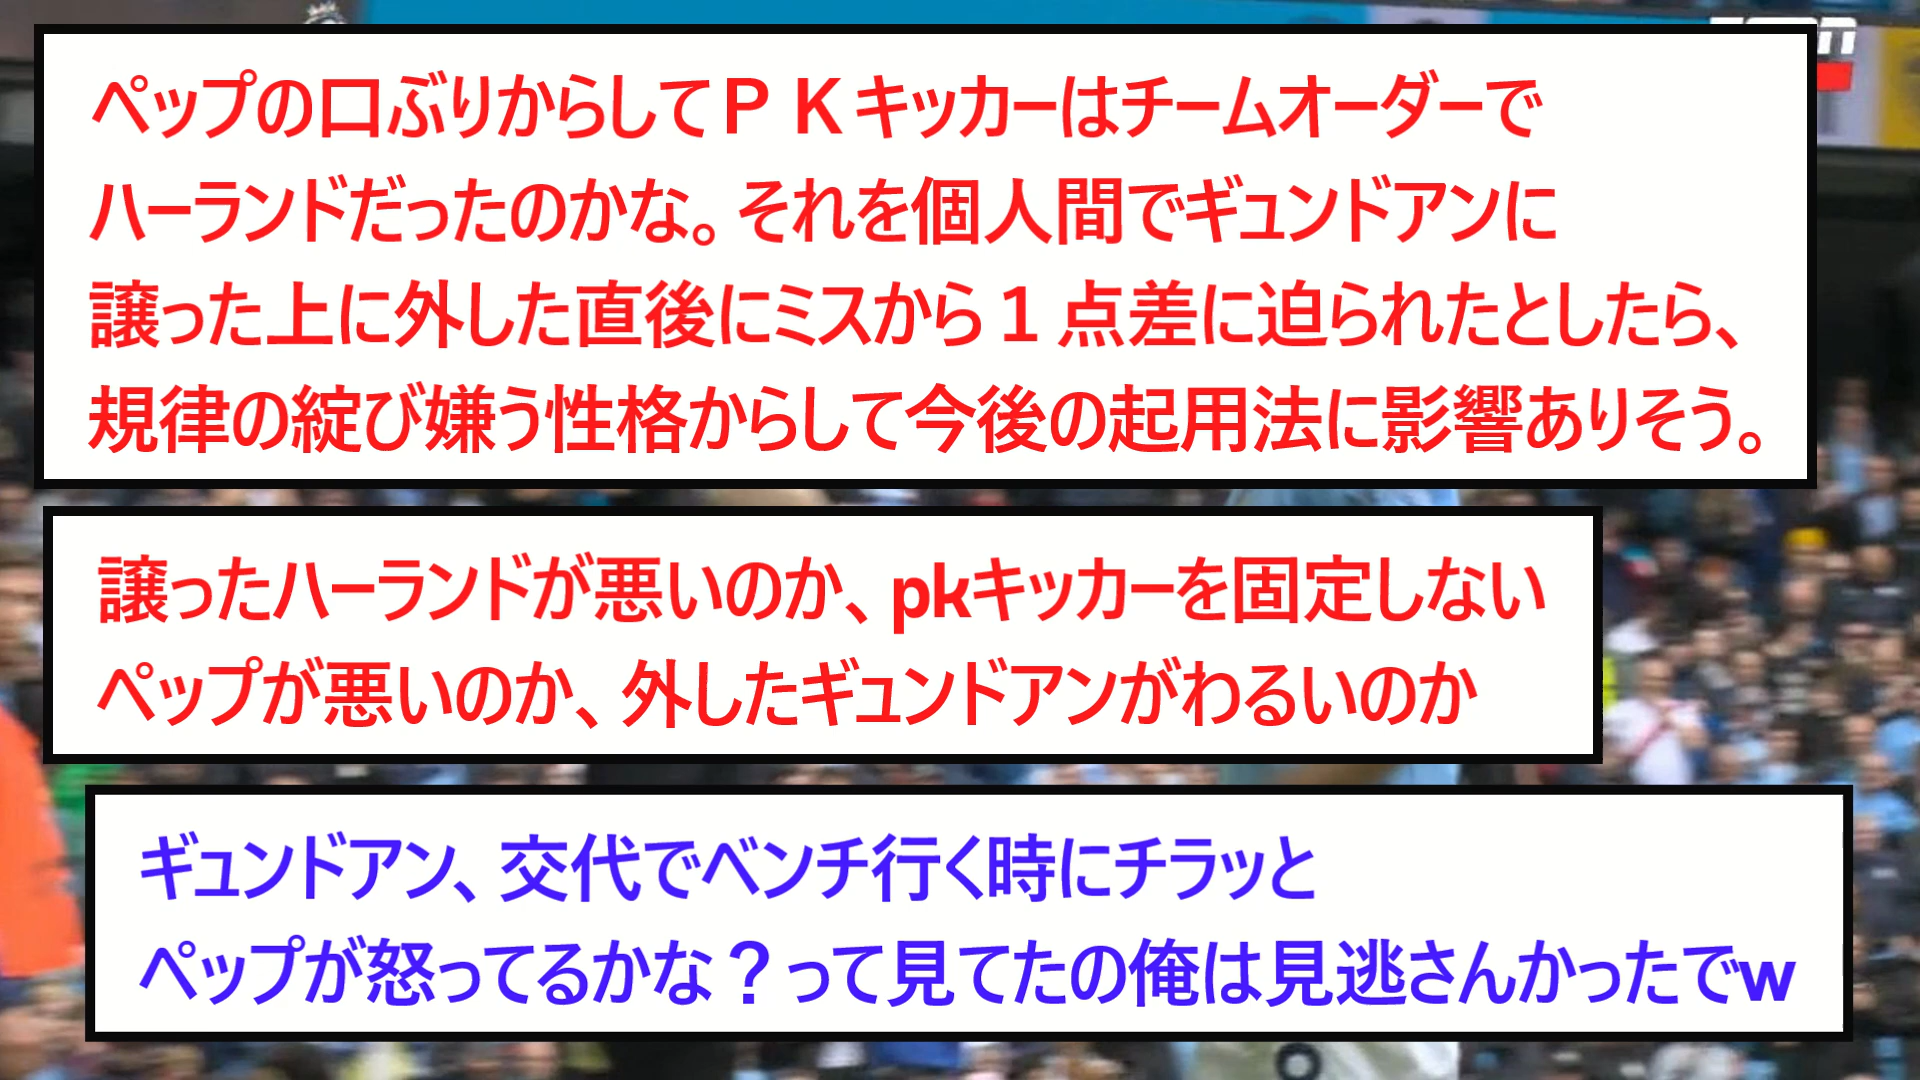 ペップの口ぶりからしてＰＫキッカーはチームオーダーで
ハーランドだったのかな。それを個人間でギュンドアンに
譲った上に外した直後にミスから１点差に迫られたとしたら、
規律の綻び嫌う性格からして今後の起用法に影響ありそう。
譲ったハーランドが悪いのか、pkキッカーを固定しない
ペップが悪いのか、外したギュンドアンがわるいのか
ギュンドアン、交代でベンチ行く時にチラッと
ペップが怒ってるかな？って見てたの俺は見逃さんかったでw